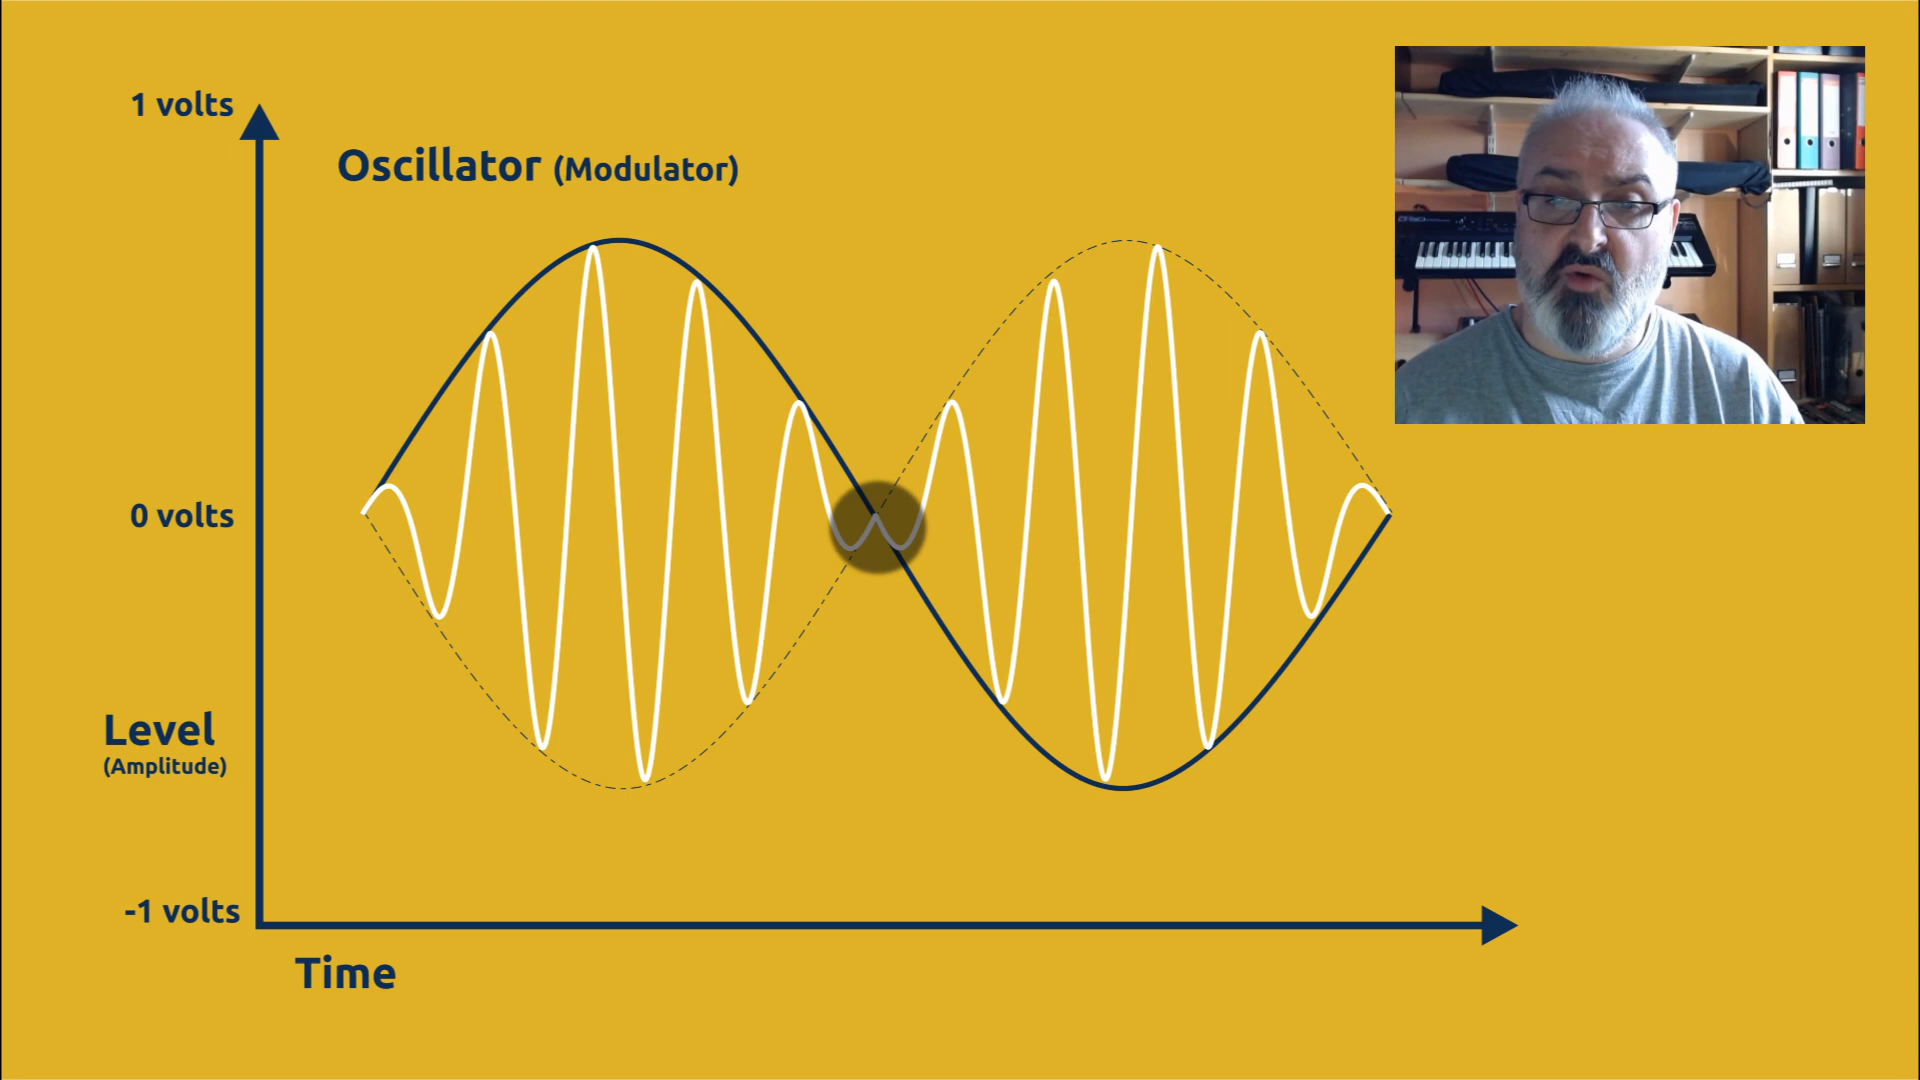 1 volts
Oscillator (Modulator)
0 volts
Level
(Amplitude)
-1 volts
Time